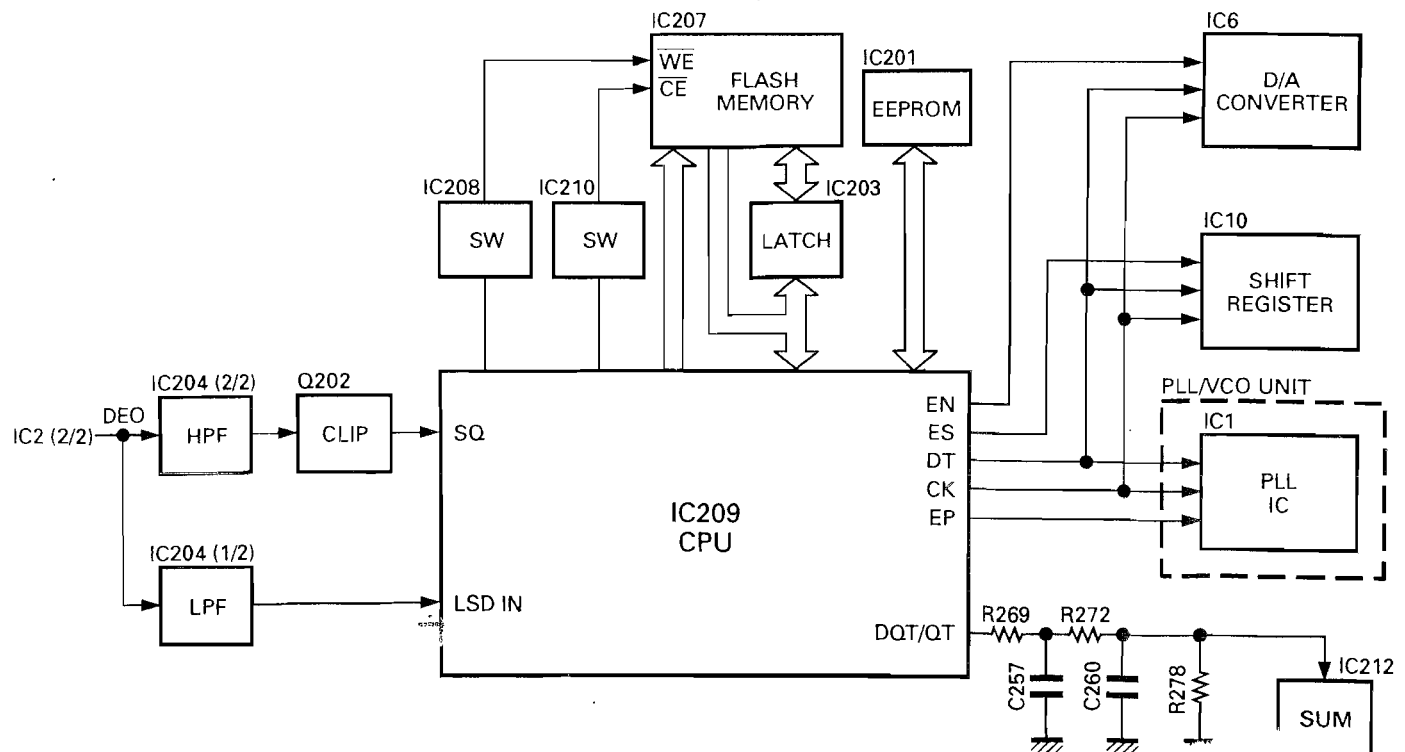 IC207
WE
CE
FLASH
MEMORY
IC201
EEPROM
IC6
D/A
CONVERTER
IC208
SW
IC210
SW
IC203
LATCH
IC10
SHIFT
REGISTER
IC2 (2/2)
DEO
IC204 (2/2)
HPF
Q202
CLIP
IC204 (1/2)
LPF
SQ
LSD IN
IC209
CPU
EN
ES
DT
CK
EP
DQT/QT
PLL/VCO UNIT
IC1
PLL
IC
R269
R272
C257
C260
R278
IC212
SUM